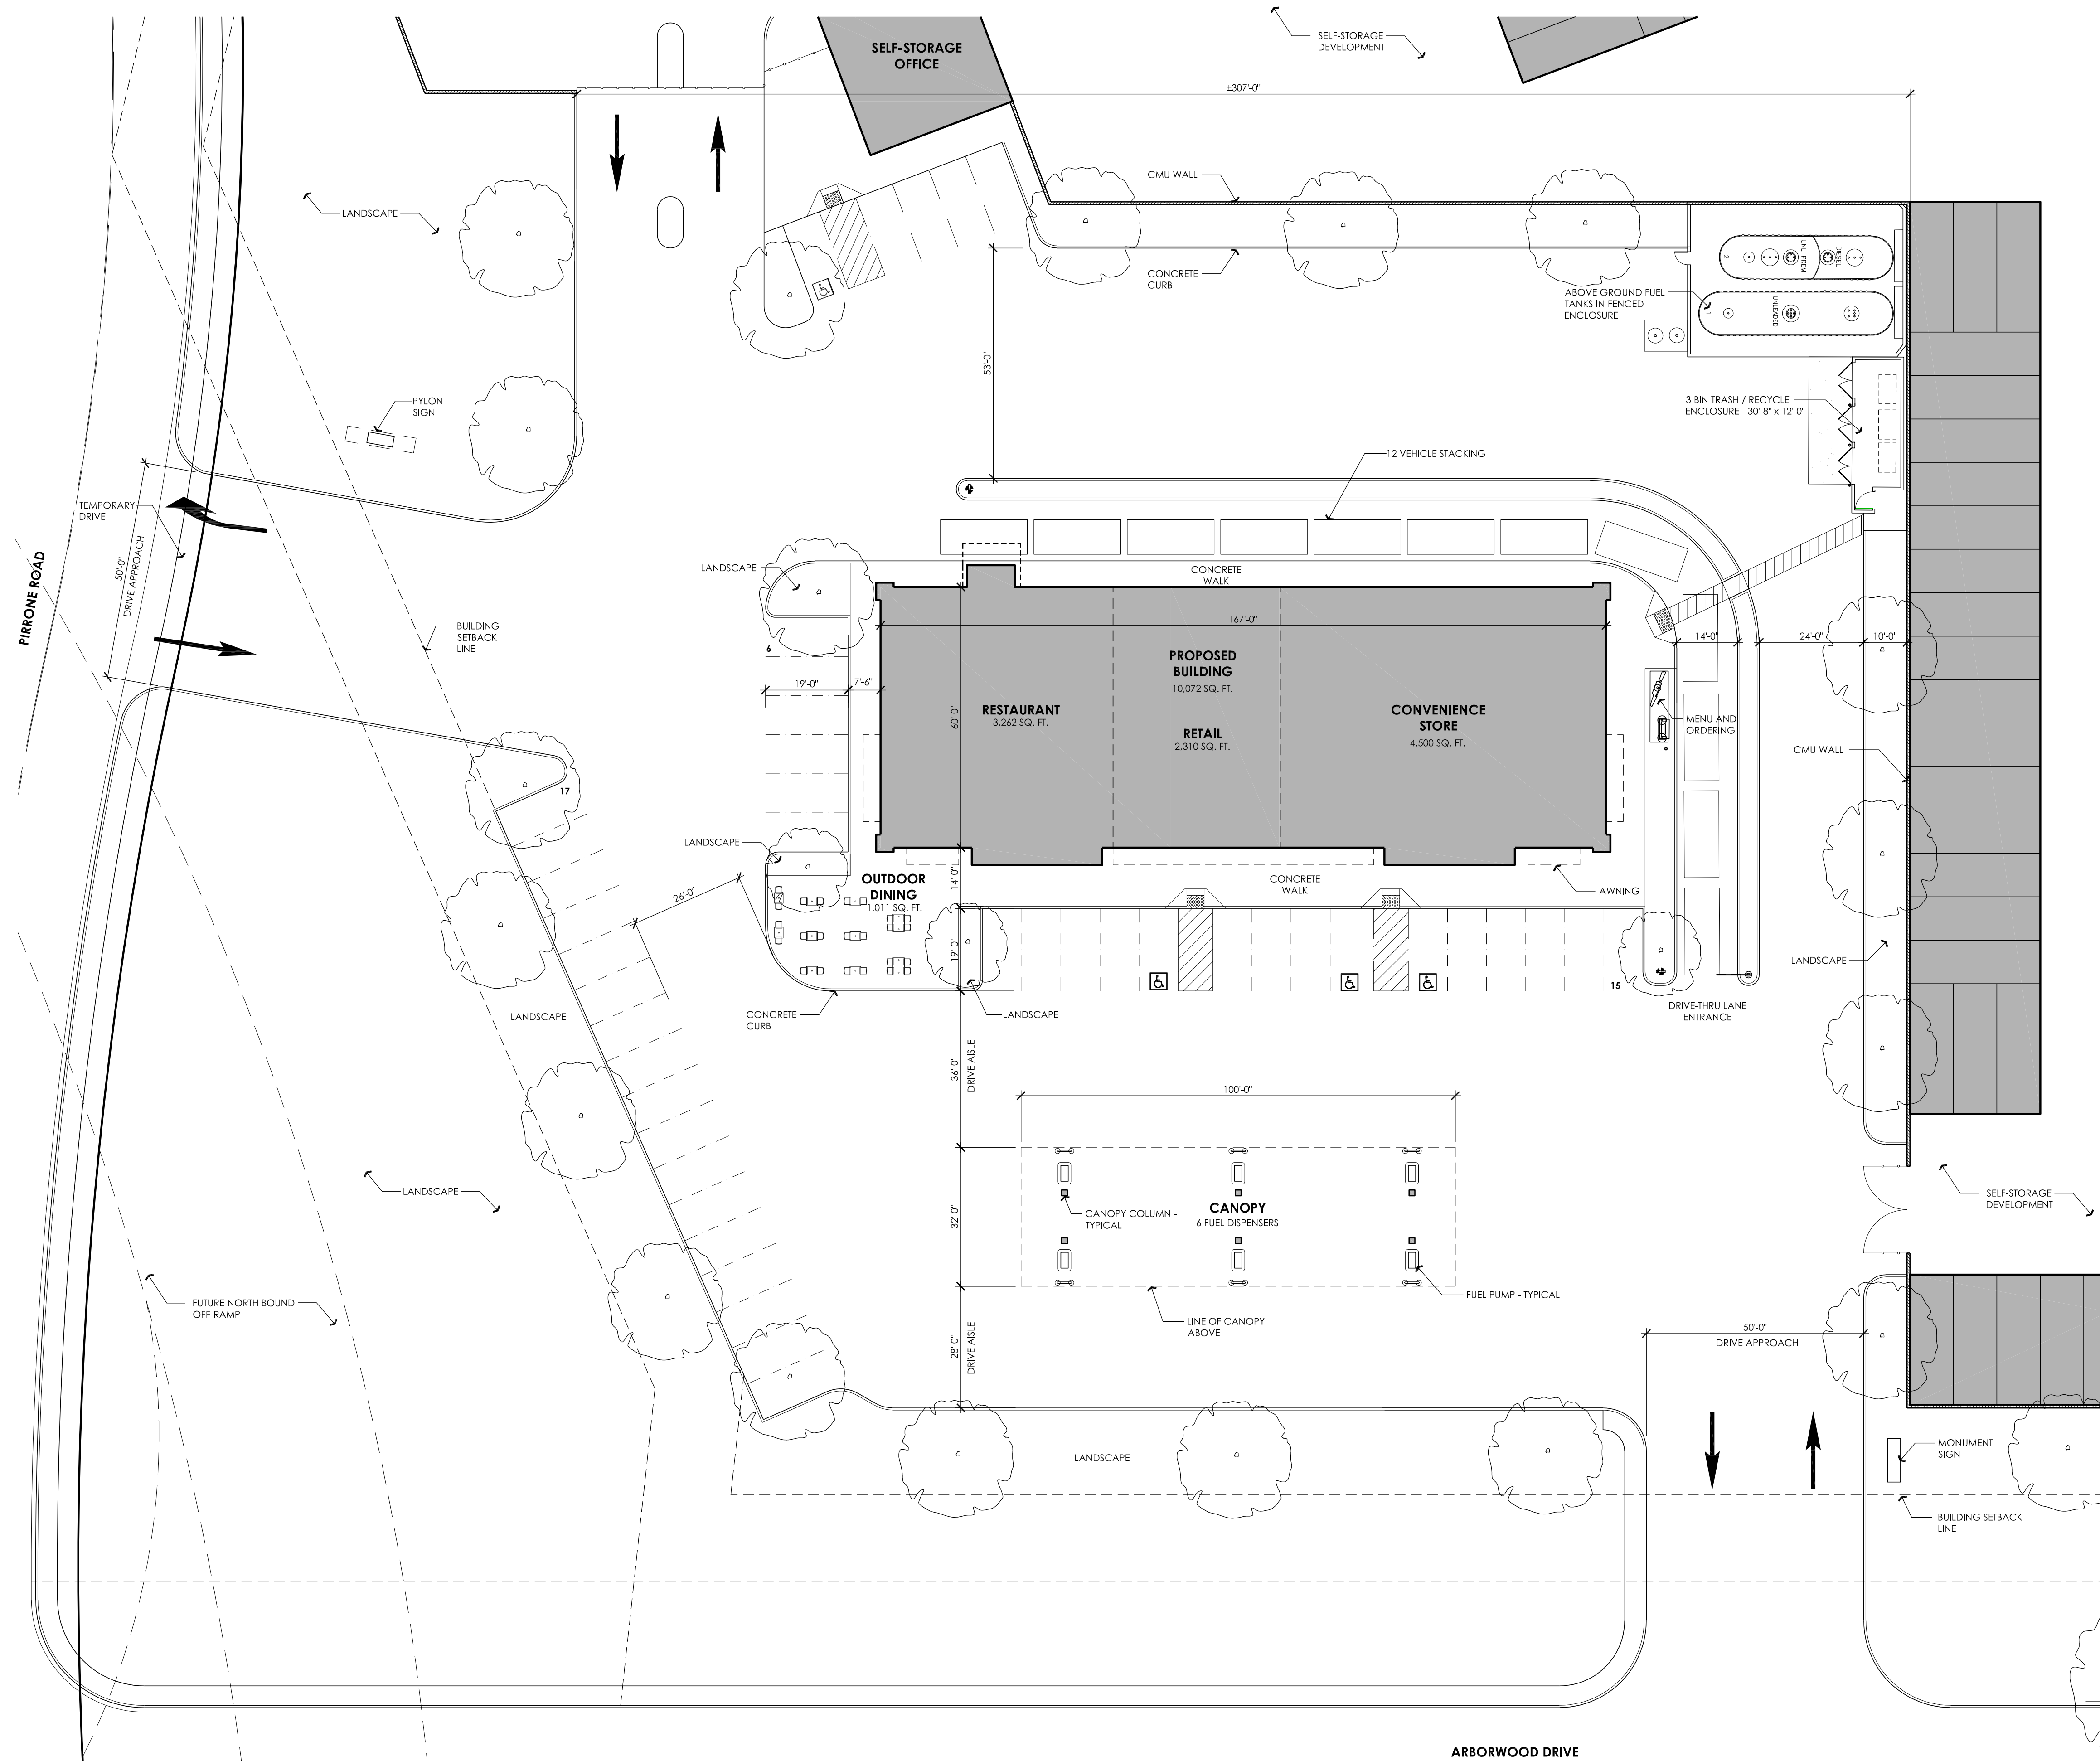 SELF-STORAGE
DEVELOPMENT
SELF-STORAGE
OFFICE
±307'-0"
CMU WALL
LANDSCAPE
CONCRETE
CURB
UNL
PREM
DIESEL
2
ABOVE GROUND FUEL
TANKS IN FENCED
ENCLOSURE
UNLEADED
1
53'-0"
PYLON
SIGN
3 BIN TRASH / RECYCLE
ENCLOSURE - 30'-8" x 12'-0"
12 VEHICLE STACKING
TEMPORARY
DRIVE
50'-0"
DRIVE APPROACH
PIRRONE ROAD
LANDSCAPE
CONCRETE
WALK
BUILDING
SETBACK
LINE
167'-0"
14'-0"
24'-0"
10'-0"
6
19'-0"
7'-6"
60'-0"
PROPOSED
BUILDING
10,072 SQ. FT.
RESTAURANT
3,262 SQ. FT.
RETAIL
2,310 SQ. FT.
CONVENIENCE
STORE
4,500 SQ. FT.
MENU AND
ORDERING
CMU WALL
17
LANDSCAPE
OUTDOOR
DINING
1,011 SQ. FT.
14'-0"
CONCRETE
WALK
AWNING
26'-0"
19'-0"
LANDSCAPE
15
LANDSCAPE
CONCRETE
CURB
LANDSCAPE
DRIVE-THRU LANE
ENTRANCE
36'-0"
DRIVE AISLE
100'-0"
LANDSCAPE
32'-0"
CANOPY COLUMN -
TYPICAL
CANOPY
6 FUEL DISPENSERS
SELF-STORAGE
DEVELOPMENT
FUTURE NORTH BOUND
OFF-RAMP
FUEL PUMP - TYPICAL
LINE OF CANOPY
ABOVE
28'-0"
DRIVE AISLE
50'-0"
DRIVE APPROACH
LANDSCAPE
MONUMENT
SIGN
BUILDING SETBACK
LINE
ARBORWOOD DRIVE